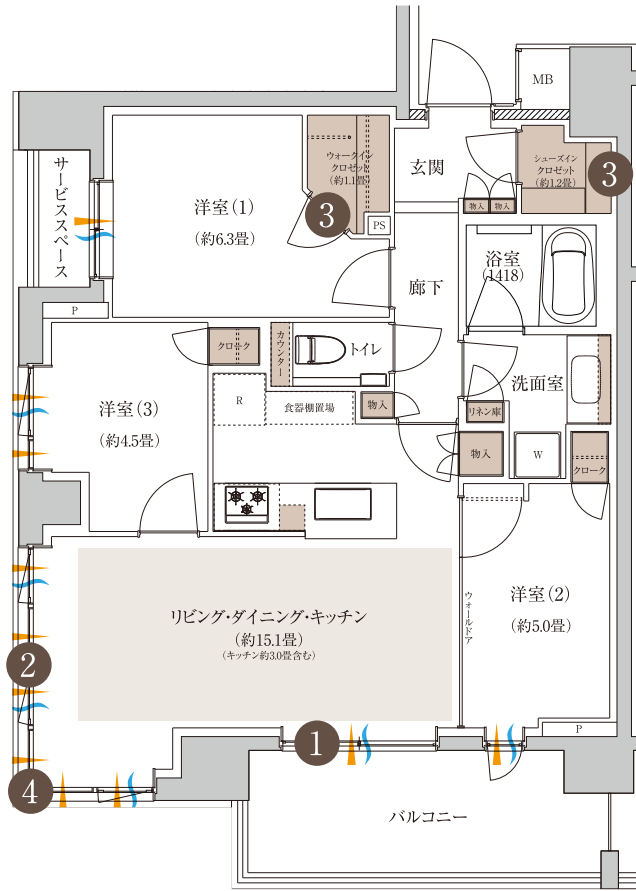 MB
サービススペース
洋室(1)
(約6.3畳)
ウォークイン
クロゼット
(約1.1畳)
3
PS
玄関
シューズイン
クロゼット
(約1.2畳)
3
物入
物入
廊下
浴室
(1418)
P
洋室(3)
(約4.5畳)
クローク
カウンター
トイレ
R
食器棚置場
物入
洗面室
リネン庫
物入
W
クローク
リビング・ダイニング・キッチン
(約15.1畳)
(キッチン約3.0畳含む)
ウォールドア
洋室(2)
(約5.0畳)
2
1
P
4
バルコニー